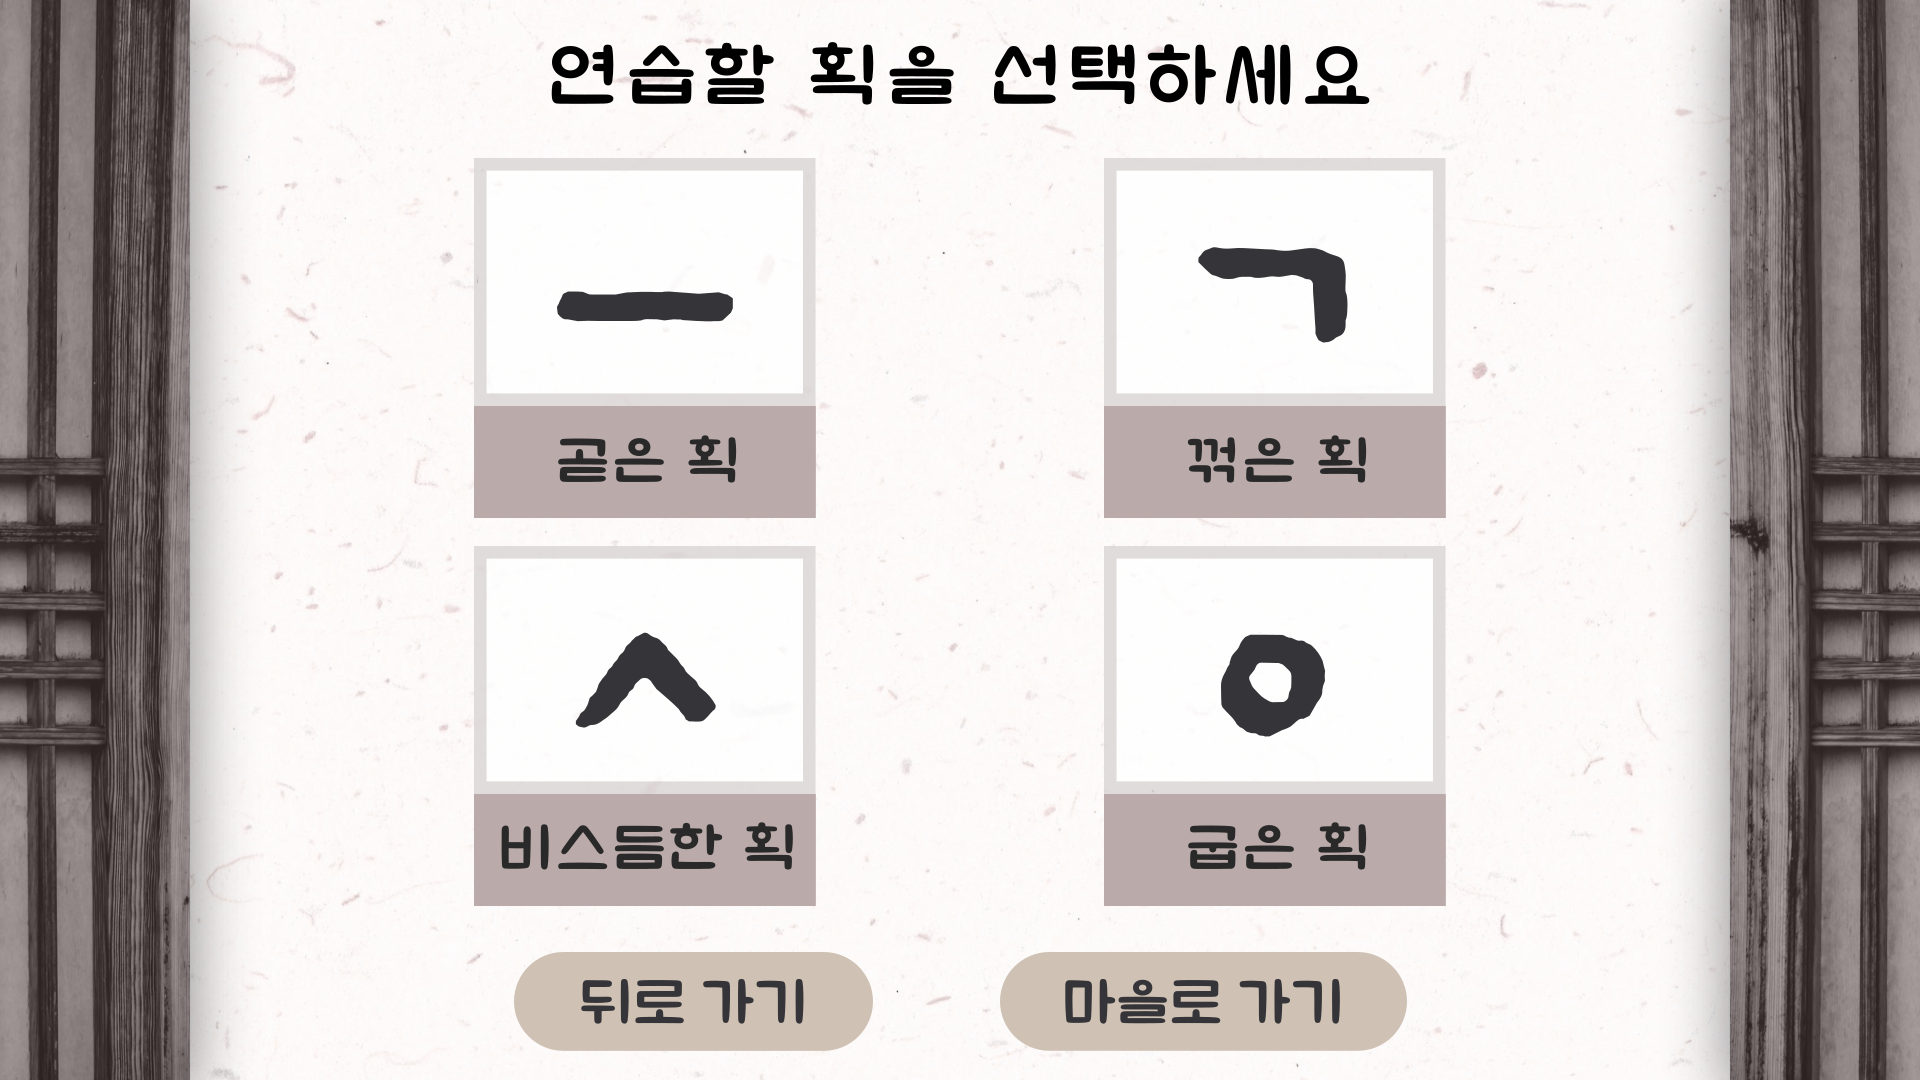 연습할 획을 선택하세요
ㅡ
ㄱ
곧은 획
꺾은 획
ㅅ
ㅇ
비스듬한 획
굽은 획
뒤로 가기
마을로 가기